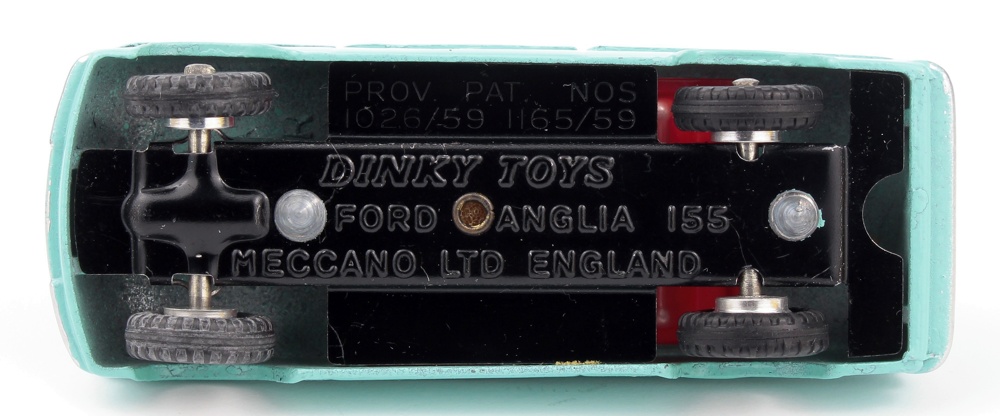 PROV. PAT. NOS
1026/59 1165/59
DINKY TOYS
FORD ANGLIA 155
MECCANO LTD ENGLAND